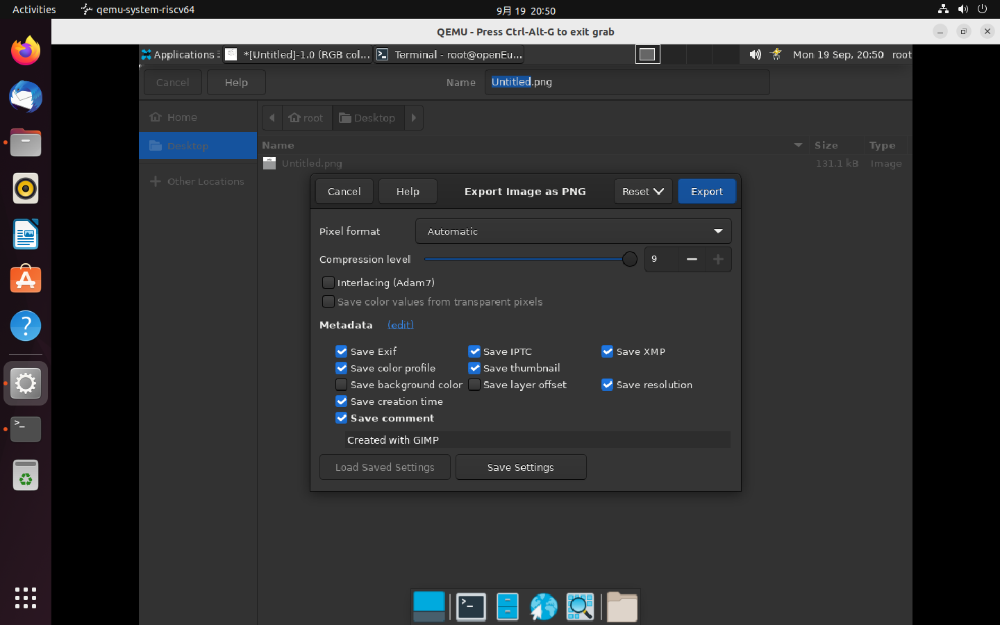 Activities
qemu-system-riscv64
9月 19 20:50
QEMU - Press Ctrl-Alt-G to exit grab
Applications
*[Untitled]-1.0 (RGB col...
Terminal - root@openEu...
Mon 19 Sep, 20:50
root
Cancel
Help
Name
Untitled.png
Home
root
Desktop
Desktop
Name
Size
Type
Untitled.png
131.1 kB
Image
Other Locations
Cancel
Help
Export Image as PNG
Reset
Export
Pixel format
Automatic
Compression level
9
Interlacing (Adam7)
Save color values from transparent pixels
Metadata
(edit)
Save Exif
Save IPTC
Save XMP
Save color profile
Save thumbnail
Save background color
Save layer offset
Save resolution
Save creation time
Save comment
Created with GIMP
Load Saved Settings
Save Settings